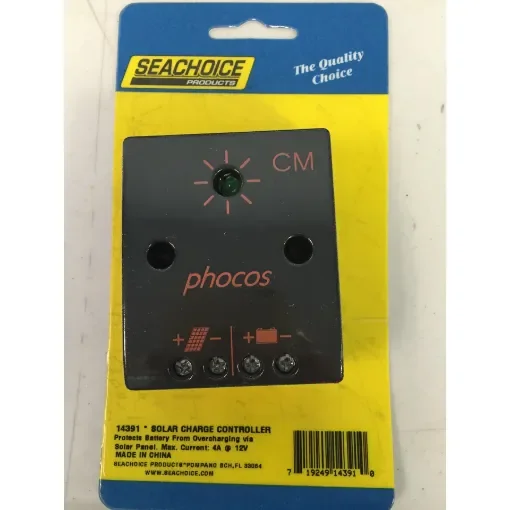 SEACHOICE
PRODUCTS
The Quality
Choice
CM
phocos
+ - + -
14391 * SOLAR CHARGE CONTROLLER
Protects Battery From Overcharging via
Solar Panel. Max. Current: 4A @ 12V
MADE IN CHINA
SEACHOICE PRODUCTS*POMPANO BCH,FL 33064
WWW.SEACHOICE.COM
7 19249 14391 0